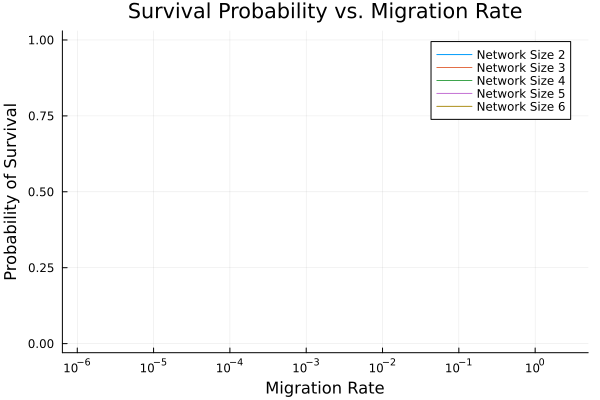 Survival Probability vs. Migration Rate
Probability of Survival
1.00
0.75
0.50
0.25
0.00
Network Size 2
Network Size 3
Network Size 4
Network Size 5
Network Size 6
10⁻⁶ 10⁻⁵ 10⁻⁴ 10⁻³ 10⁻² 10⁻¹ 10⁰
Migration Rate